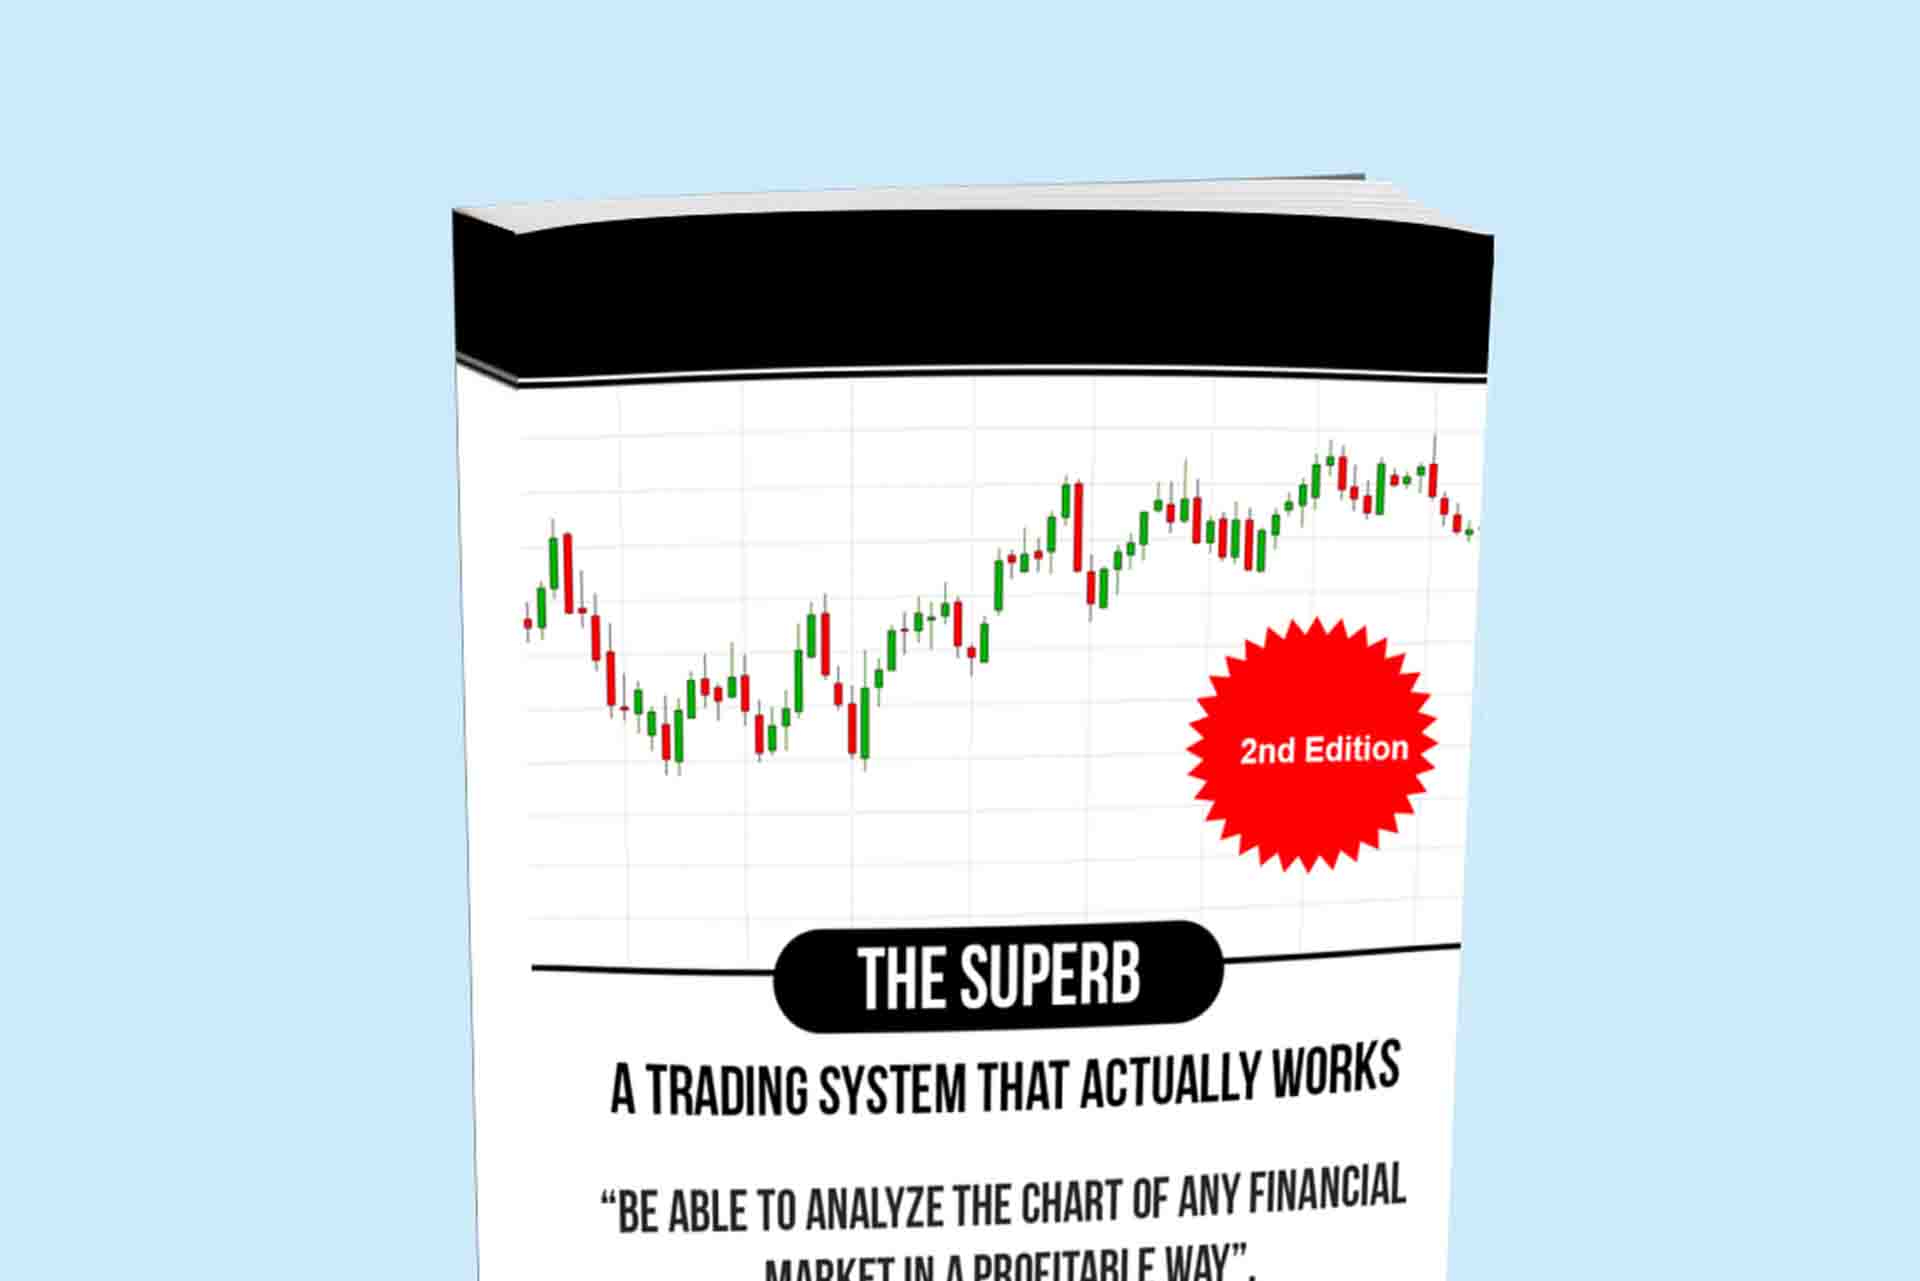 2nd Edition
THE SUPERB
A TRADING SYSTEM THAT ACTUALLY WORKS
“BE ABLE TO ANALYZE THE CHART OF ANY FINANCIAL
MARKET IN A PROFITABLE WAY”.